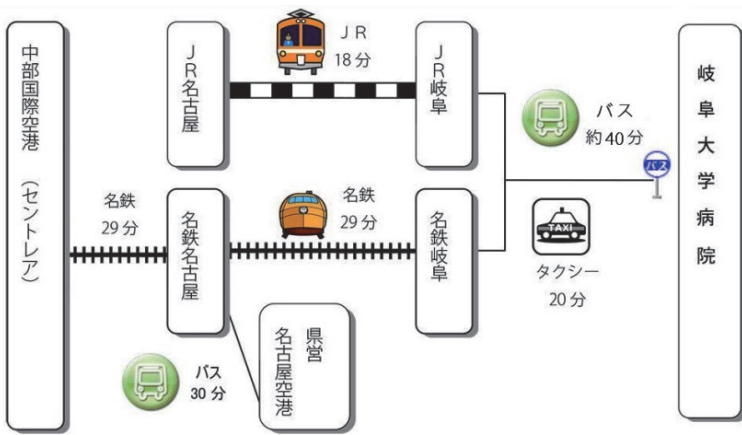 中部国際空港（セントレア）
名鉄
29分
JR名古屋
JR
18分
JR岐阜
名鉄名古屋
名鉄
29分
名鉄岐阜
バス
30分
県営
名古屋空港
バス
約40分
バス
TAXI
タクシー
20分
岐阜大学病院